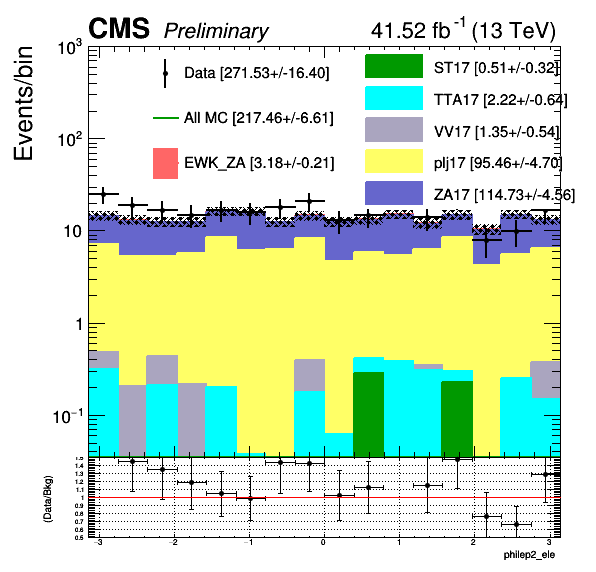 CMS Preliminary 41.52 fb⁻¹ (13 TeV)
Events/bin
10³
10²
10
1
10⁻¹
Data [271.53+/-16.40]
All MC [217.46+/-6.61]
EWK_ZA [3.18+/-0.21]
ST17 [0.51+/-0.32]
TTA17 [2.22+/-0.64]
VV17 [1.35+/-0.54]
plj17 [95.46+/-4.70]
ZA17 [114.73+/-4.56]
(Data/Bkg)
1.5
1.4
1.3
1.2
1.1
1
0.9
0.8
0.7
0.6
0.5
−3 −2 −1 0 1 2 3
philep2_ele